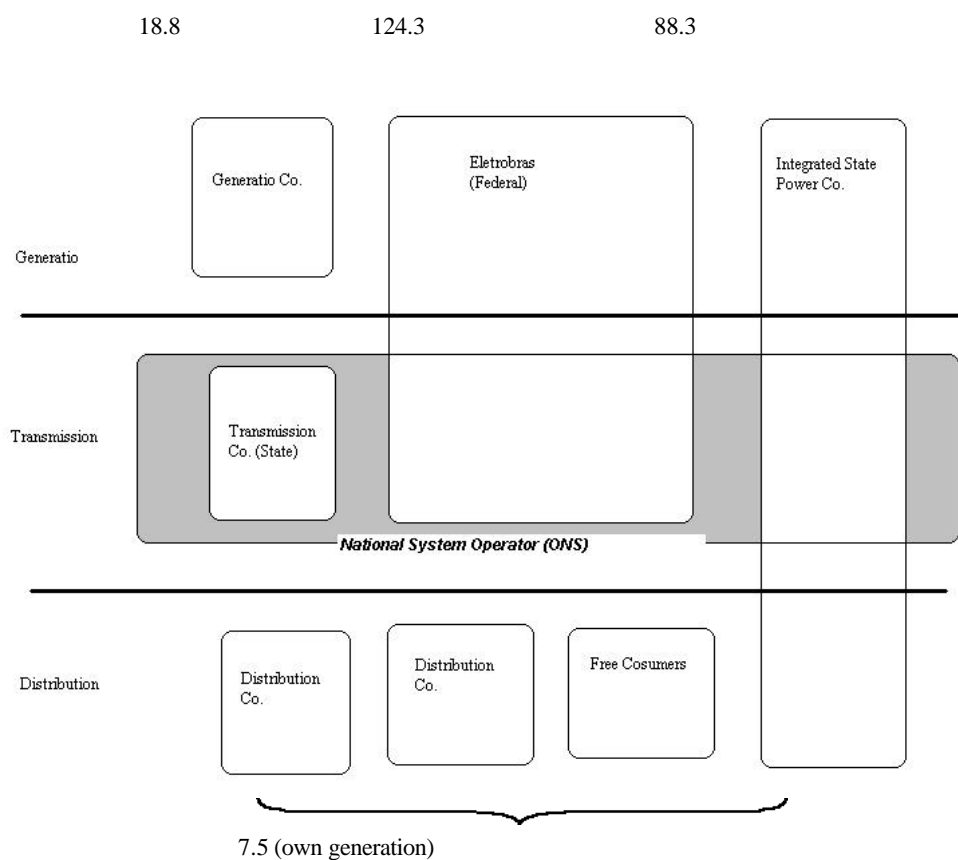 18.8 124.3 88.3
Generatio Co.
Eletrobras
(Federal)
Integrated State
Power Co.
Generatio
Transmission
Transmission
Co. (State)
National System Operator (ONS)
Distribution
Distribution
Co.
Distribution
Co.
Free Cosumers
7.5 (own generation)